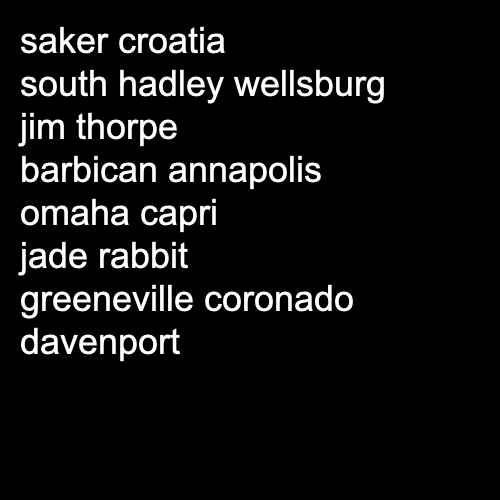 saker croatia
south hadley wellsburg
jim thorpe
barbican annapolis
omaha capri
jade rabbit
greeneville coronado
davenport